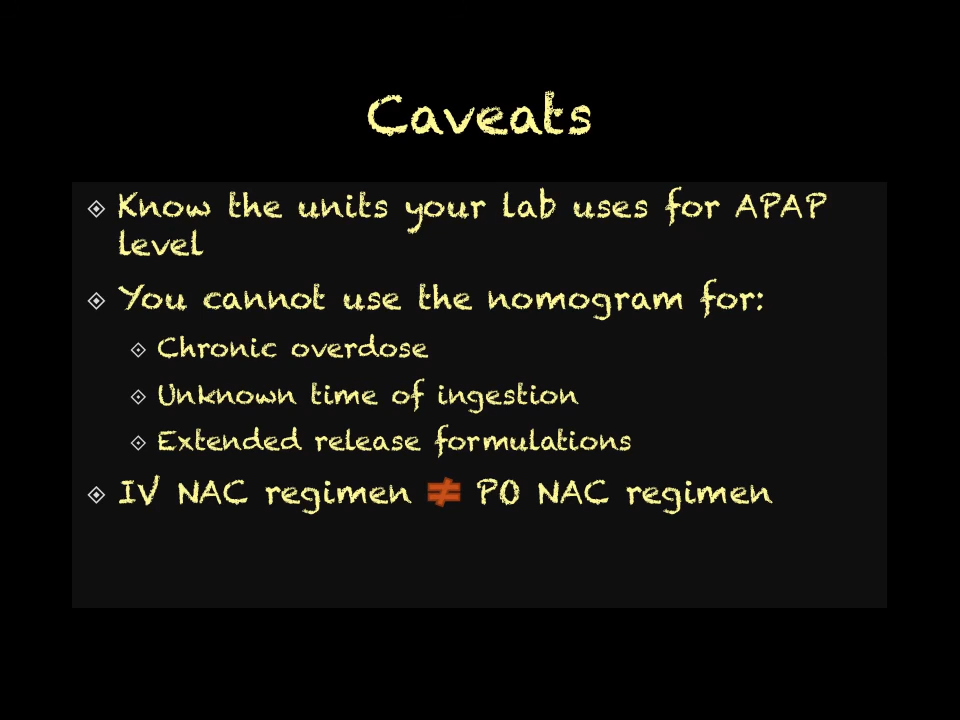 Caveats
Know the units your lab uses for APAP
level
You cannot use the nomogram for:
Chronic overdose
Unknown time of ingestion
Extended release formulations
IV NAC regimen ≠ PO NAC regimen